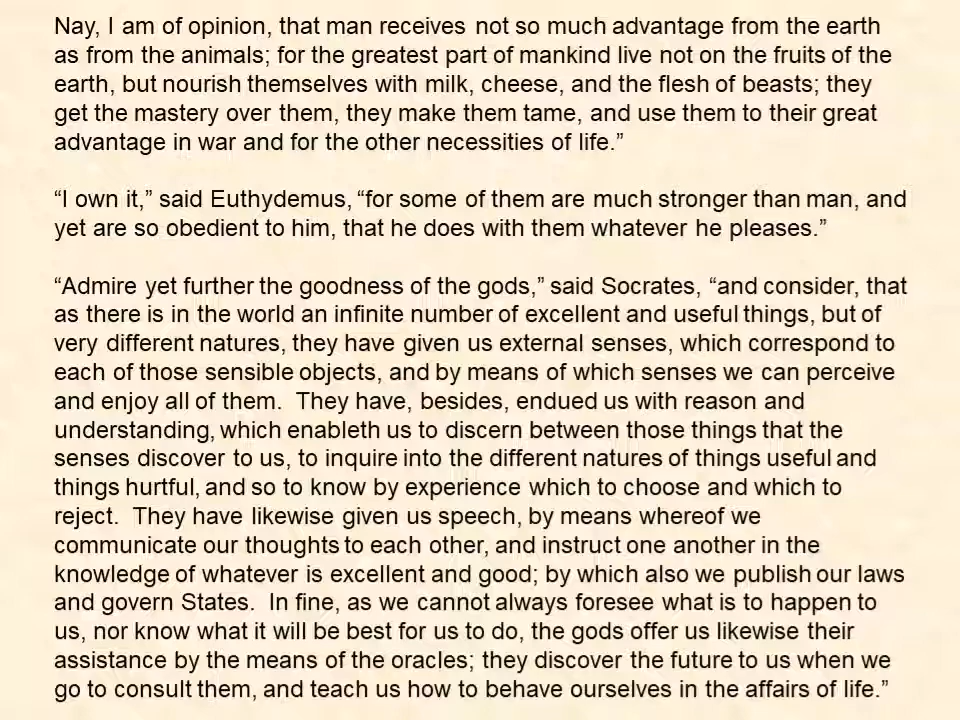 Nay, I am of opinion, that man receives not so much advantage from the earth
as from the animals; for the greatest part of mankind live not on the fruits of the
earth, but nourish themselves with milk, cheese, and the flesh of beasts; they
get the mastery over them, they make them tame, and use them to their great
advantage in war and for the other necessities of life.”
“I own it,” said Euthydemus, “for some of them are much stronger than man, and
yet are so obedient to him, that he does with them whatever he pleases.”
“Admire yet further the goodness of the gods,” said Socrates, “and consider, that
as there is in the world an infinite number of excellent and useful things, but of
very different natures, they have given us external senses, which correspond to
each of those sensible objects, and by means of which senses we can perceive
and enjoy all of them.  They have, besides, endued us with reason and
understanding, which enableth us to discern between those things that the
senses discover to us, to inquire into the different natures of things useful and
things hurtful, and so to know by experience which to choose and which to
reject.  They have likewise given us speech, by means whereof we
communicate our thoughts to each other, and instruct one another in the
knowledge of whatever is excellent and good; by which also we publish our laws
and govern States.  In fine, as we cannot always foresee what is to happen to
us, nor know what it will be best for us to do, the gods offer us likewise their
assistance by the means of the oracles; they discover the future to us when we
go to consult them, and teach us how to behave ourselves in the affairs of life.”